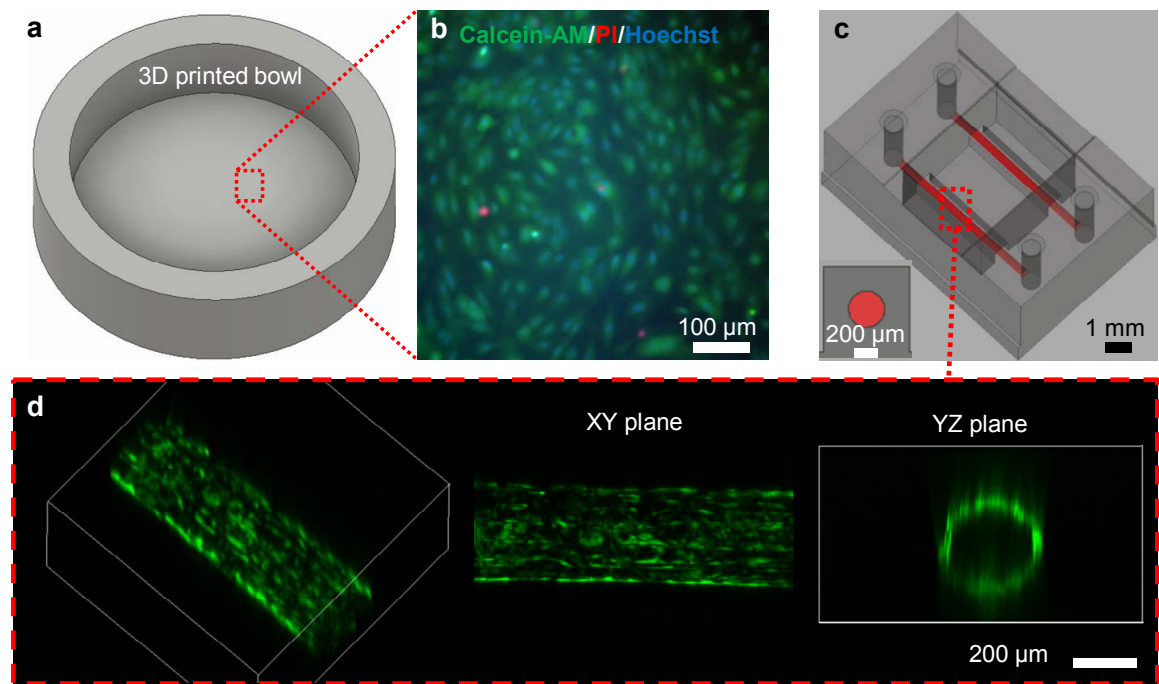 a
3D printed bowl
b
Calcein-AM/PI/Hoechst
100 µm
c
200 µm
1 mm
d
XY plane
YZ plane
200 µm